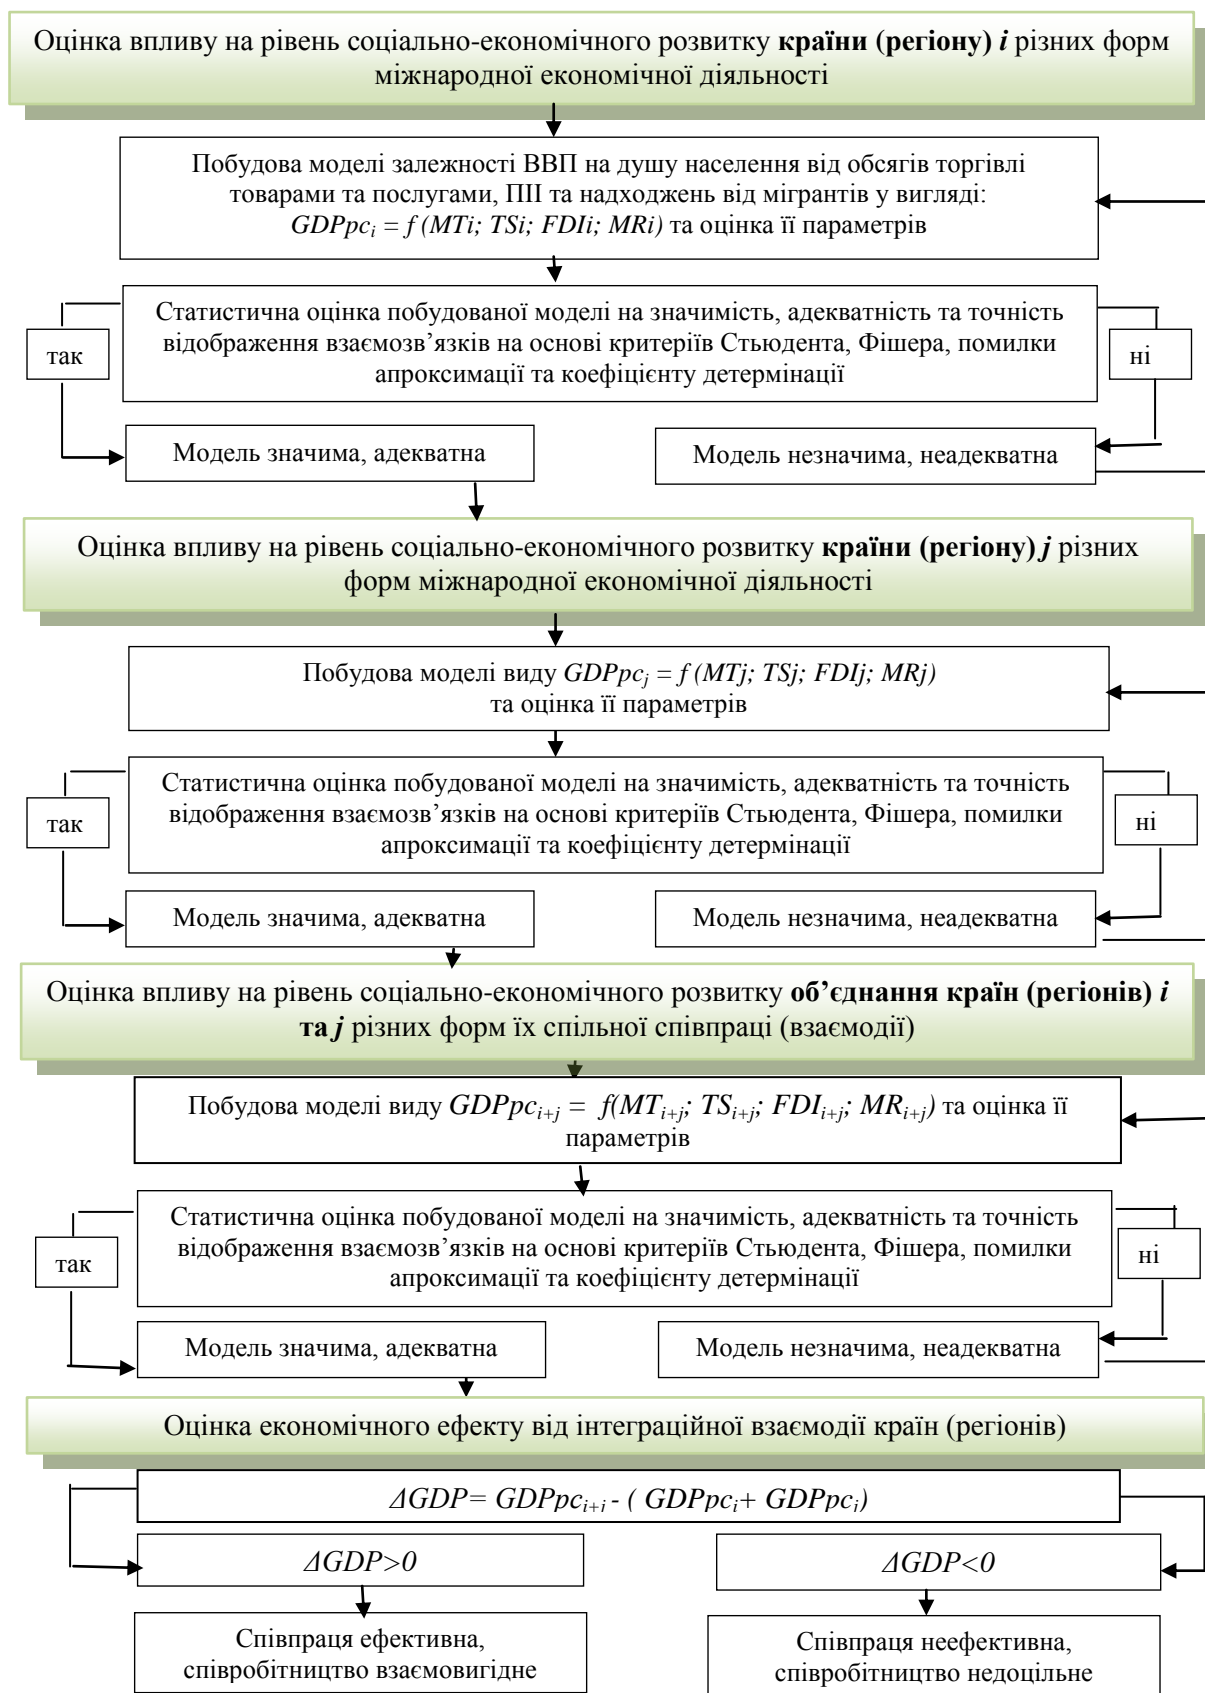 Оцінка впливу на рівень соціально-економічного розвитку країни (регіону) i різних форм
міжнародної економічної діяльності
Побудова моделі залежності ВВП на душу населення від обсягів торгівлі
товарами та послугами, ПІІ та надходжень від мігрантів у вигляді:
GDPpcᵢ = f (MTi; TSi; FDIi; MRi) та оцінка її параметрів
Статистична оцінка побудованої моделі на значимість, адекватність та точність
відображення взаємозв’язків на основі критеріїв Стьюдента, Фішера, помилки
апроксимації та коефіцієнту детермінації
так
ні
Модель значима, адекватна
Модель незначима, неадекватна
Оцінка впливу на рівень соціально-економічного розвитку країни (регіону) j різних
форм міжнародної економічної діяльності
Побудова моделі виду GDPpcⱼ = f (MTj; TSj; FDIj; MRj)
та оцінка її параметрів
Статистична оцінка побудованої моделі на значимість, адекватність та точність
відображення взаємозв’язків на основі критеріїв Стьюдента, Фішера, помилки
апроксимації та коефіцієнту детермінації
так
ні
Модель значима, адекватна
Модель незначима, неадекватна
Оцінка впливу на рівень соціально-економічного розвитку об’єднання країн (регіонів) i
та j різних форм їх спільної співпраці (взаємодії)
Побудова моделі виду GDPpcᵢ₊ⱼ = f(MTᵢ₊ⱼ; TSᵢ₊ⱼ; FDIᵢ₊ⱼ; MRᵢ₊ⱼ) та оцінка її
параметрів
Статистична оцінка побудованої моделі на значимість, адекватність та точність
відображення взаємозв’язків на основі критеріїв Стьюдента, Фішера, помилки
апроксимації та коефіцієнту детермінації
так
ні
Модель значима, адекватна
Модель незначима, неадекватна
Оцінка економічного ефекту від інтеграційної взаємодії країн (регіонів)
ΔGDP= GDPpcᵢ₊ⱼ - ( GDPpcᵢ+ GDPpcⱼ)
ΔGDP>0
ΔGDP<0
Співпраця ефективна,
співробітництво взаємовигідне
Співпраця неефективна,
співробітництво недоцільне